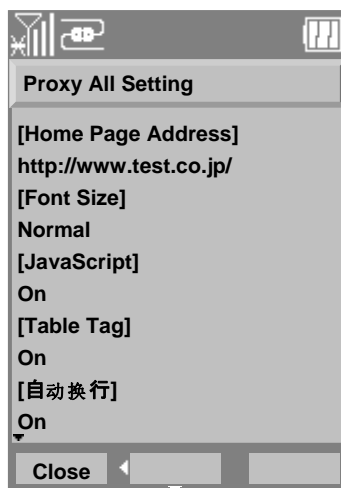 Proxy All Setting
[Home Page Address]
http://www.test.co.jp/
[Font Size]
Normal
[JavaScript]
On
[Table Tag]
On
[自动换行]
On
Close